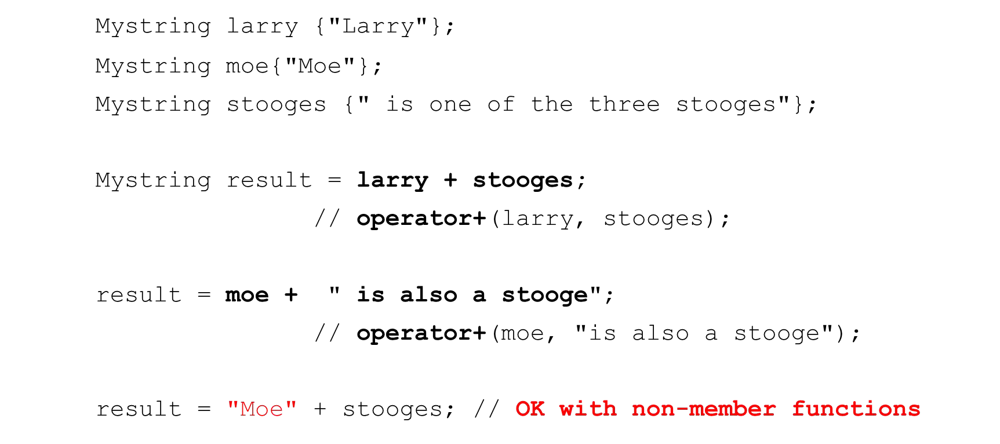 Mystring larry {"Larry"};
Mystring moe{"Moe"};
Mystring stooges {" is one of the three stooges"};
Mystring result = larry + stooges;
// operator+(larry, stooges);
result = moe +  " is also a stooge";
// operator+(moe, "is also a stooge");
result = "Moe" + stooges; // OK with non-member functions